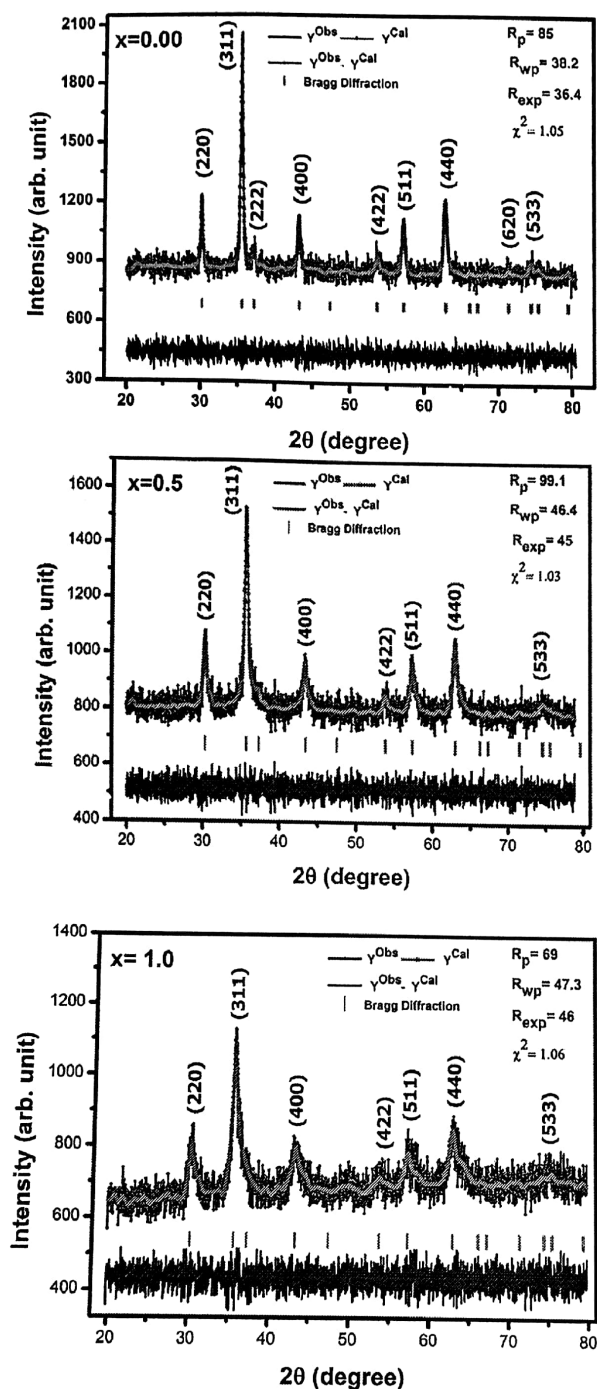 x=0.00
Y^Obs Y^Cal
Y^Obs - Y^Cal
Bragg Diffraction
R_p = 85
R_wp = 38.2
R_exp = 36.4
χ^2 = 1.05
(220)
(311)
(222)
(400)
(422)
(511)
(440)
(620)
(533)
Intensity (arb. unit)
2100
1800
1500
1200
900
600
300
20 30 40 50 60 70 80
2θ (degree)
x=0.5
Y^Obs Y^Cal
Y^Obs - Y^Cal
Bragg Diffraction
R_p = 99.1
R_wp = 46.4
R_exp = 45
χ^2 = 1.03
(220)
(311)
(400)
(422)
(511)
(440)
(533)
Intensity (arb. unit)
1600
1400
1200
1000
800
600
400
20 30 40 50 60 70 80
2θ (degree)
x= 1.0
Y^Obs Y^Cal
Y^Obs - Y^Cal
Bragg Diffraction
R_p = 69
R_wp = 47.3
R_exp = 46
χ^2 = 1.06
(220)
(311)
(400)
(422)
(511)
(440)
(533)
Intensity (arb. unit)
1400
1200
1000
800
600
400
20 30 40 50 60 70 80
2θ (degree)